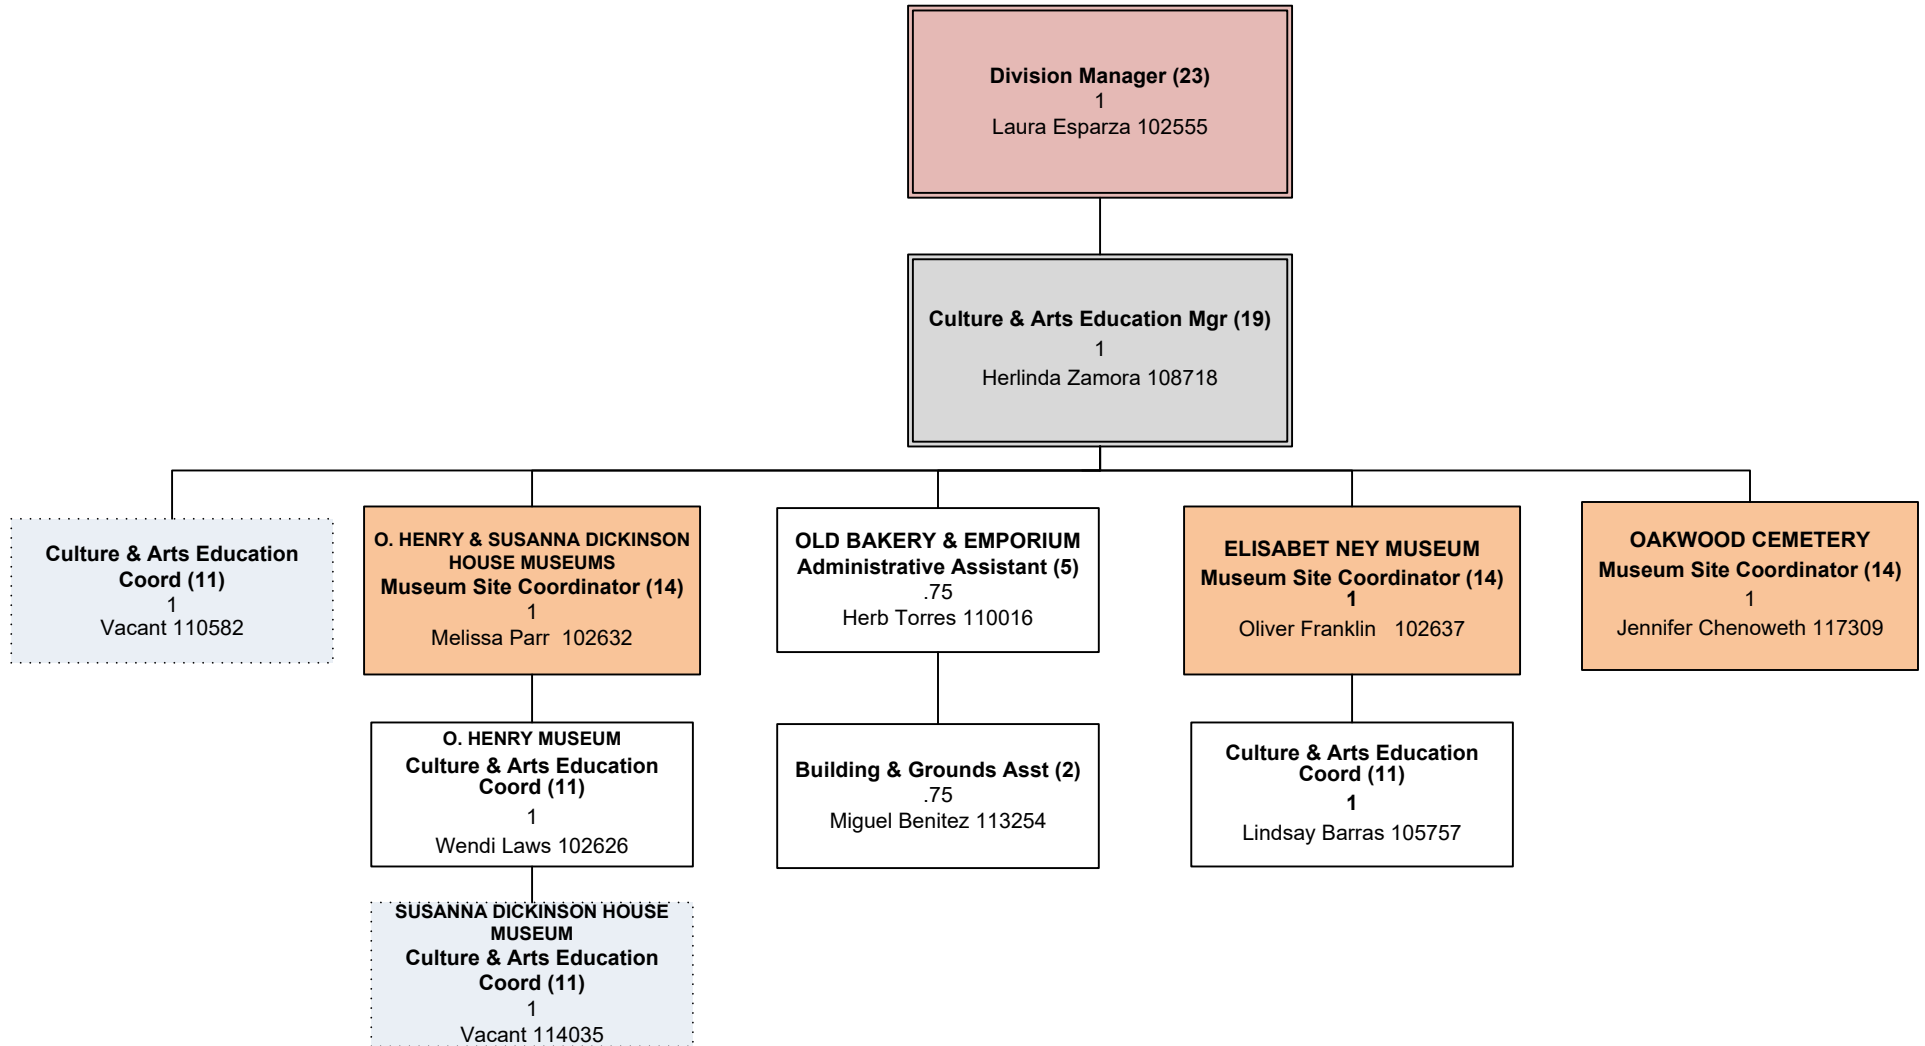 Division Manager (23)
1
Laura Esparza 102555
Culture & Arts Education Mgr (19)
1
Herlinda Zamora 108718
Culture & Arts Education
Coord (11)
1
Vacant 110582
O. HENRY & SUSANNA DICKINSON
HOUSE MUSEUMS
Museum Site Coordinator (14)
1
Melissa Parr 102632
OLD BAKERY & EMPORIUM
Administrative Assistant (5)
.75
Herb Torres 110016
ELISABET NEY MUSEUM
Museum Site Coordinator (14)
1
Oliver Franklin 102637
OAKWOOD CEMETERY
Museum Site Coordinator (14)
1
Jennifer Chenoweth 117309
O. HENRY MUSEUM
Culture & Arts Education
Coord (11)
1
Wendi Laws 102626
Building & Grounds Asst (2)
.75
Miguel Benitez 113254
Culture & Arts Education
Coord (11)
1
Lindsay Barras 105757
SUSANNA DICKINSON HOUSE
MUSEUM
Culture & Arts Education
Coord (11)
1
Vacant 114035